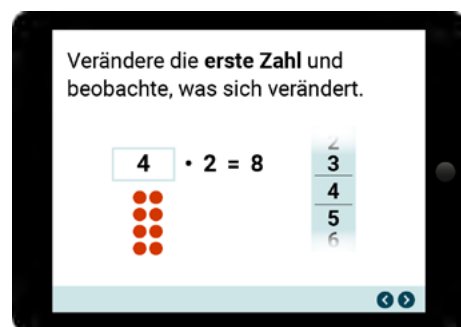 Verändere die erste Zahl und
beobachte, was sich verändert.
4 · 2 = 8
2
3
4
5
6